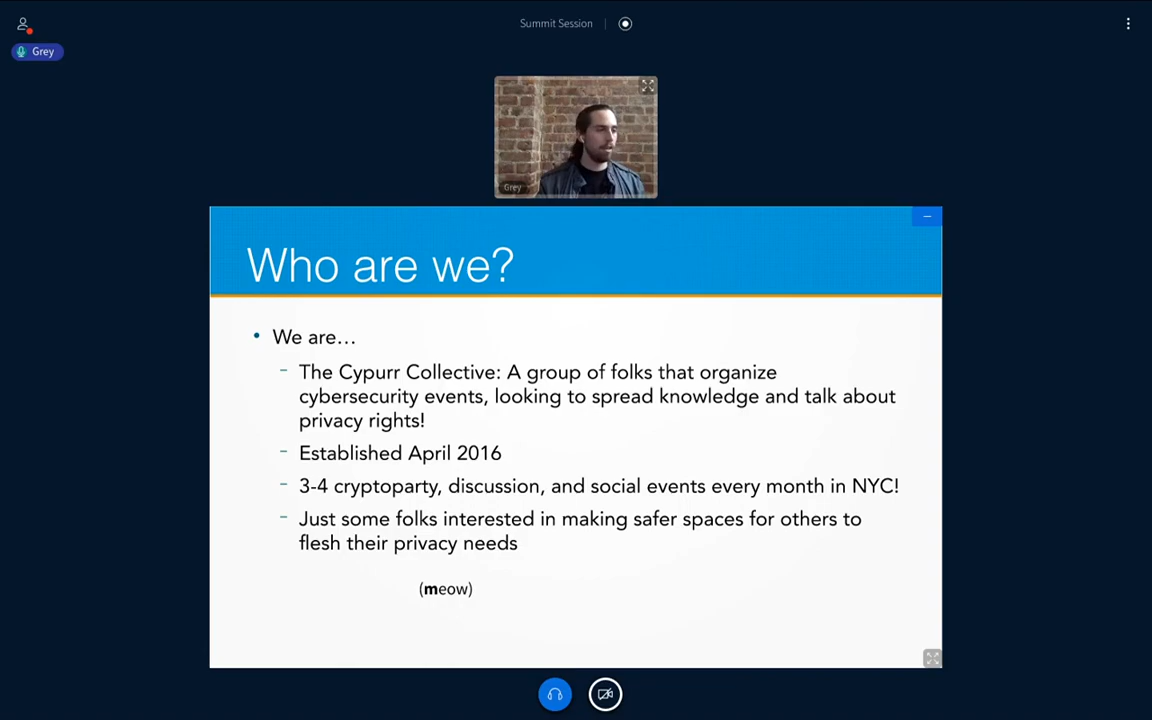 Summit Session
Grey
Grey
Who are we?
• We are…
- The Cypurr Collective: A group of folks that organize
cybersecurity events, looking to spread knowledge and talk about
privacy rights!
- Established April 2016
- 3-4 cryptoparty, discussion, and social events every month in NYC!
- Just some folks interested in making safer spaces for others to
flesh their privacy needs
(meow)